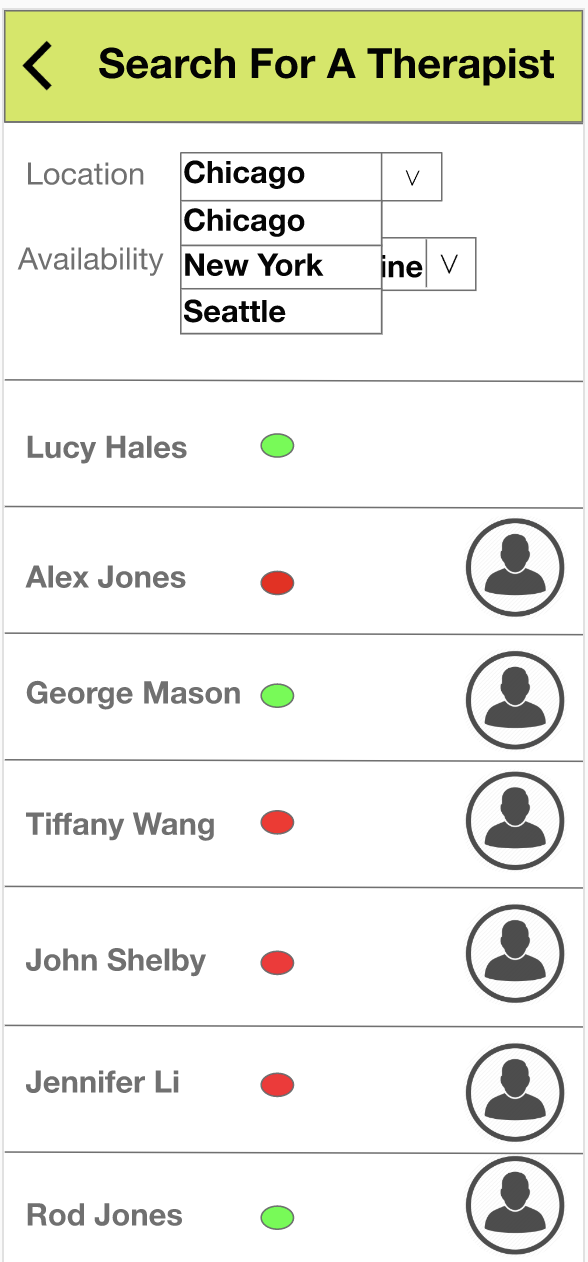 Search For A Therapist
Location
Chicago
V
Chicago
Availability
New York
ine
V
Seattle
Lucy Hales
Alex Jones
George Mason
Tiffany Wang
John Shelby
Jennifer Li
Rod Jones